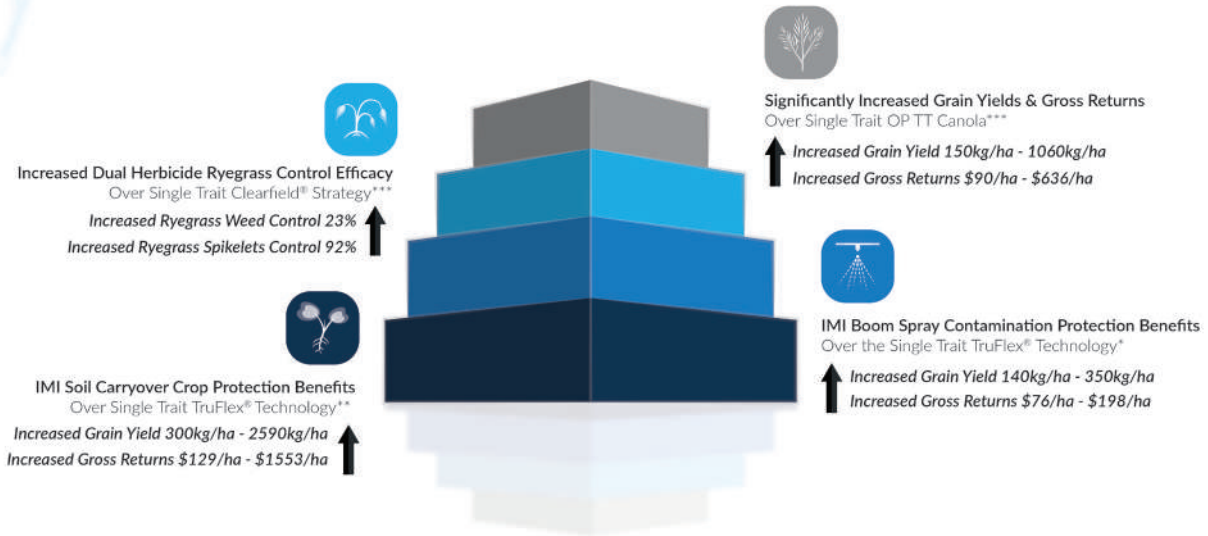 Increased Dual Herbicide Ryegrass Control Efficacy
Over Single Trait Clearfield® Strategy***
Increased Ryegrass Weed Control 23%
Increased Ryegrass Spikelets Control 92%
IMI Soil Carryover Crop Protection Benefits
Over Single Trait TruFlex® Technology**
Increased Grain Yield 300kg/ha - 2590kg/ha
Increased Gross Returns $129/ha - $1553/ha
Significantly Increased Grain Yields & Gross Returns
Over Single Trait OP TT Canola***
Increased Grain Yield 150kg/ha - 1060kg/ha
Increased Gross Returns $90/ha - $636/ha
IMI Boom Spray Contamination Protection Benefits
Over the Single Trait TruFlex® Technology*
Increased Grain Yield 140kg/ha - 350kg/ha
Increased Gross Returns $76/ha - $198/ha